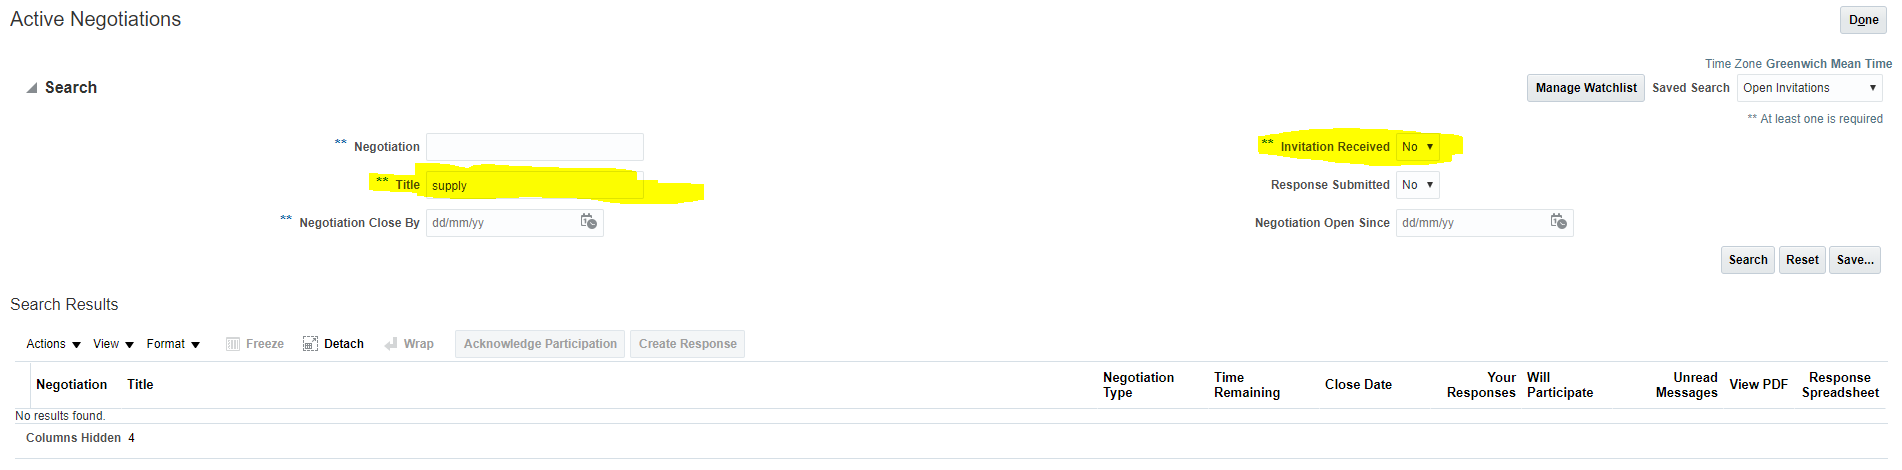 Active Negotiations
Done
Time Zone Greenwich Mean Time
Search
Manage Watchlist Saved Search Open Invitations
** At least one is required
** Negotiation
** Invitation Received No
** Title supply
Response Submitted No
** Negotiation Close By dd/mm/yy
Negotiation Open Since dd/mm/yy
Search Reset Save...
Search Results
Actions View Format Freeze Detach Wrap Acknowledge Participation Create Response
Negotiation Title Negotiation Type Time Remaining Close Date Your Responses Will Participate Unread Messages View PDF Response Spreadsheet
No results found.
Columns Hidden 4